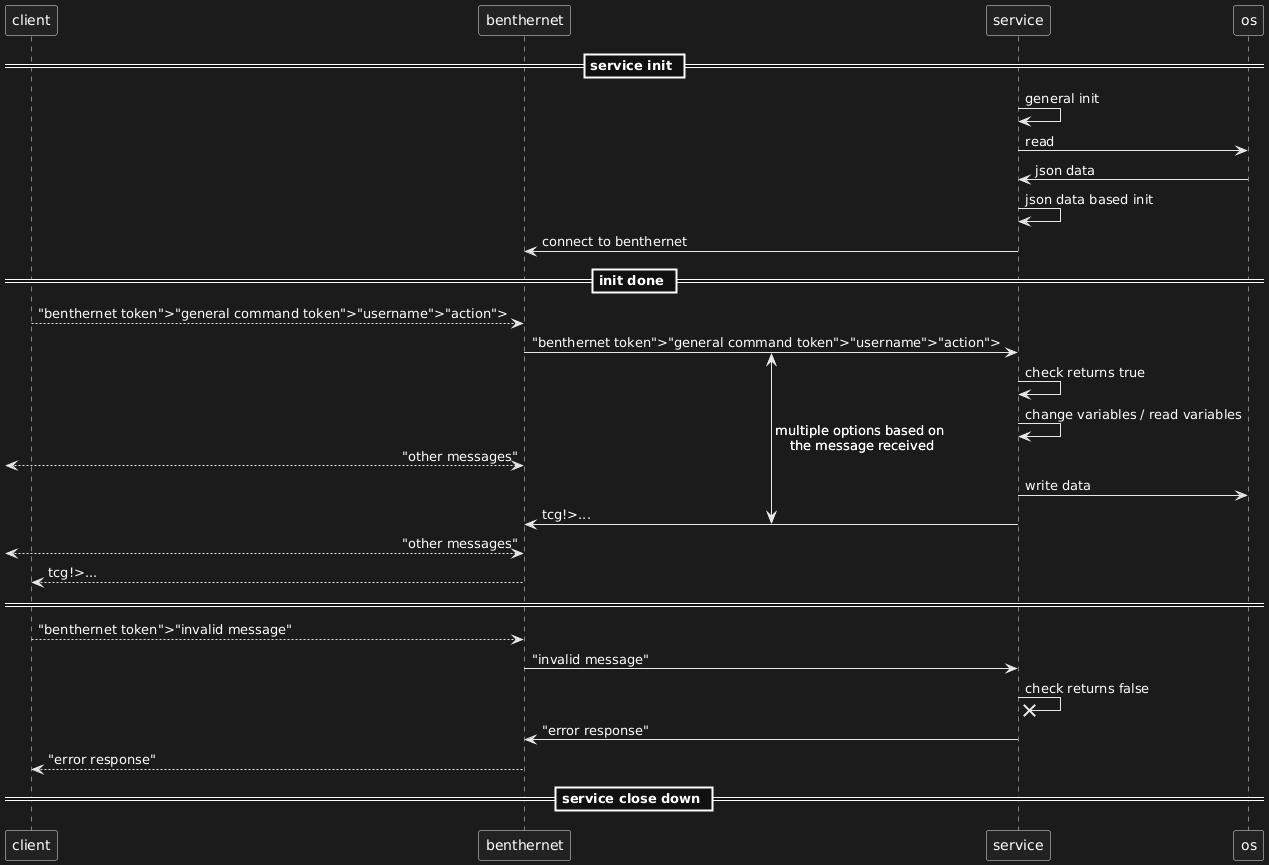 client
benthernet
service
os
service init
general init
read
json data
json data based init
connect to benthernet
init done
"benthernet token">"general command token">"username">"action">
"benthernet token">"general command token">"username">"action">
check returns true
change variables / read variables
multiple options based on
the message received
"other messages"
write data
tcg!>...
"other messages"
tcg!>...
"benthernet token">"invalid message"
"invalid message"
check returns false
"error response"
"error response"
service close down
client
benthernet
service
os